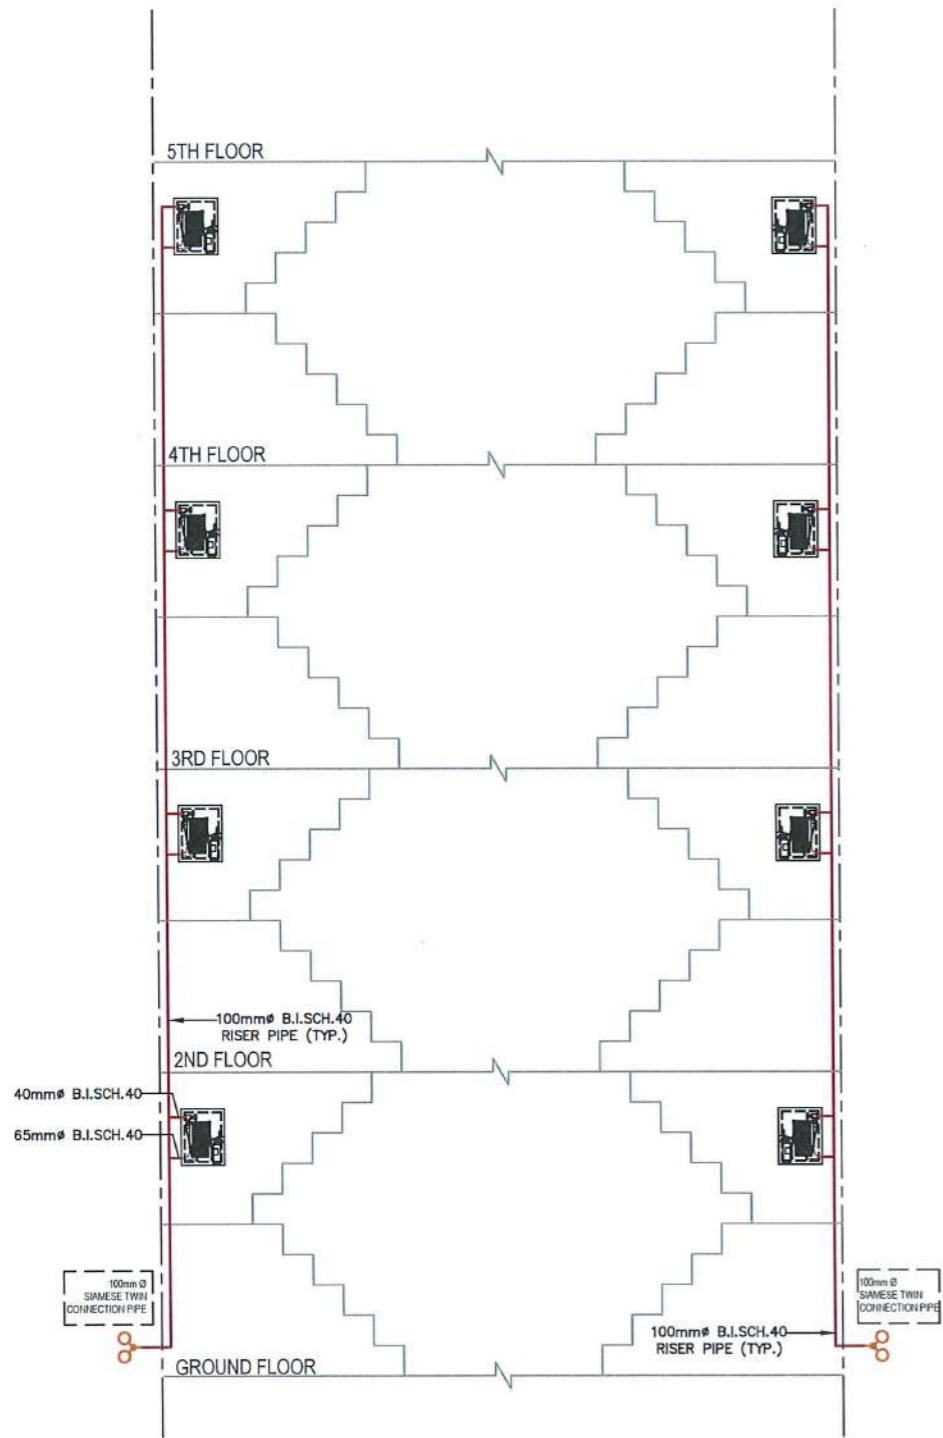 5TH FLOOR
4TH FLOOR
3RD FLOOR
100mmø B.I.SCH.40
RISER PIPE (TYP.)
2ND FLOOR
40mmø B.I.SCH.40
65mmø B.I.SCH.40
100mm Ø
SIAMESE TWIN
CONNECTION PIPE
100mm Ø
SIAMESE TWIN
CONNECTION PIPE
100mmø B.I.SCH.40
RISER PIPE (TYP.)
GROUND FLOOR